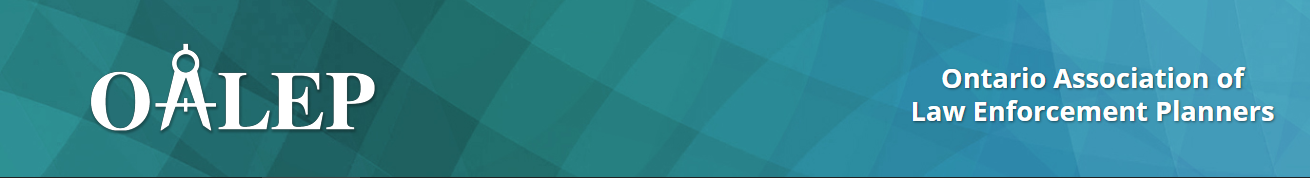 OALEP
Ontario Association of
Law Enforcement Planners